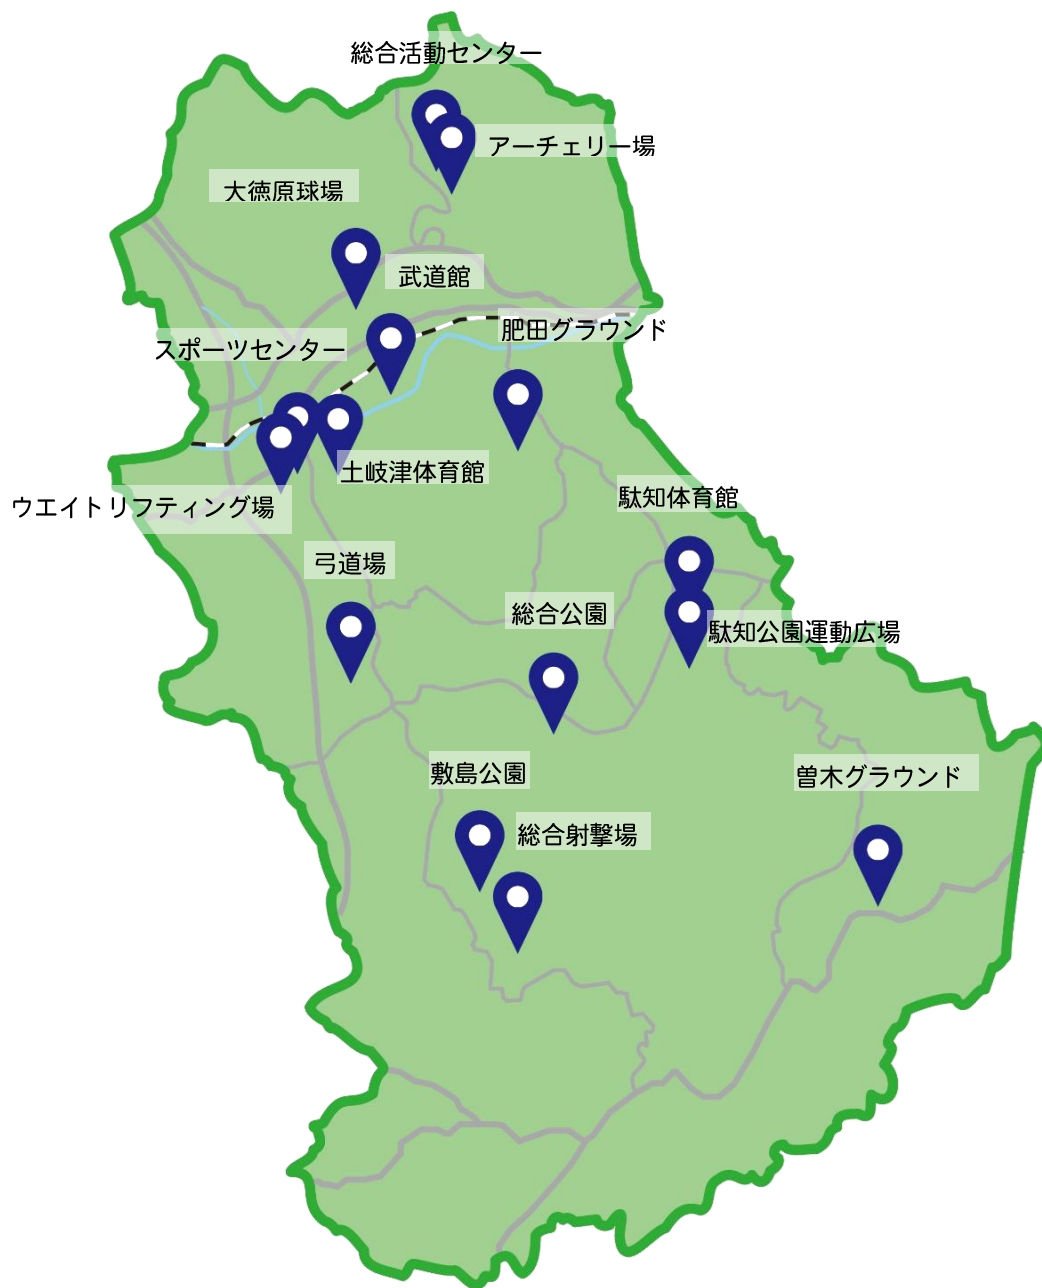 総合活動センター
アーチェリー場
大徳原球場
武道館
肥田グラウンド
スポーツセンター
土岐津体育館
駄知体育館
ウエイトリフティング場
弓道場
総合公園
駄知公園運動広場
敷島公園
曽木グラウンド
総合射撃場